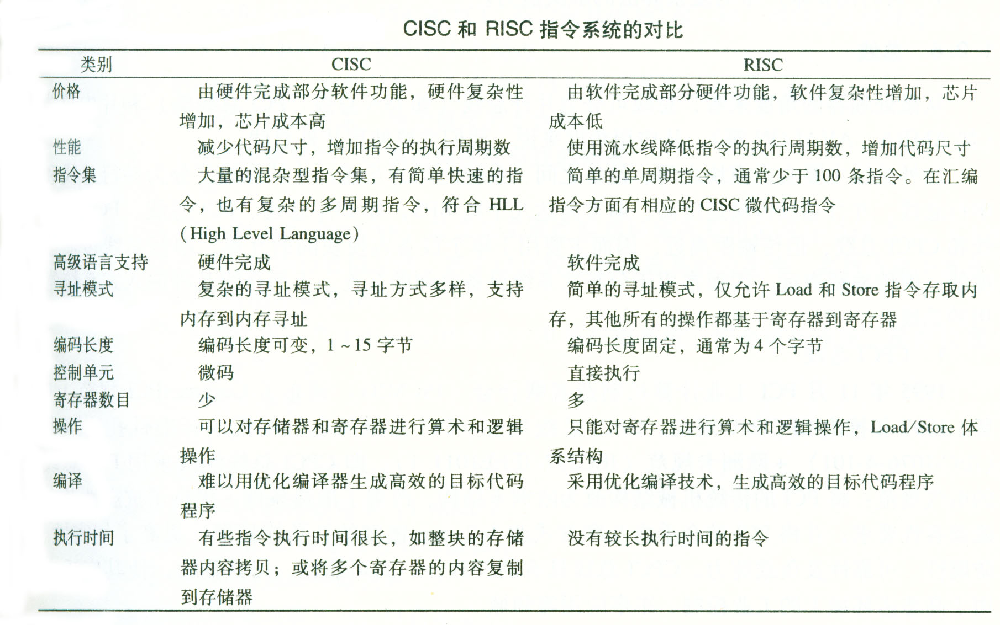 CISC 和 RISC 指令系统的对比
类别 CISC RISC
价格 由硬件完成部分软件功能，硬件复杂性 由软件完成部分硬件功能，软件复杂性增加，芯片
增加，芯片成本高 成本低
性能 减少代码尺寸，增加指令的执行周期数 使用流水线降低指令的执行周期数，增加代码尺寸
指令集 大量的混杂型指令集，有简单快速的指 简单的单周期指令，通常少于 100 条指令。在汇编
令，也有复杂的多周期指令，符合 HLL 指令方面有相应的 CISC 微代码指令
(High Level Language)
高级语言支持 硬件完成 软件完成
寻址模式 复杂的寻址模式，寻址方式多样，支持 简单的寻址模式，仅允许 Load 和 Store 指令存取内
内存到内存寻址 存，其他所有的操作都基于寄存器到寄存器
编码长度 编码长度可变，1 ~ 15 字节 编码长度固定，通常为 4 个字节
控制单元 微码 直接执行
寄存器数目 少 多
操作 可以对存储器和寄存器进行算术和逻辑 只能对寄存器进行算术和逻辑操作，Load/Store 体
操作 系结构
编译 难以用优化编译器生成高效的目标代码 采用优化编译技术，生成高效的目标代码程序
程序
执行时间 有些指令执行时间很长，如整块的存储 没有较长执行时间的指令
器内容拷贝；或将多个寄存器的内容复制
到存储器